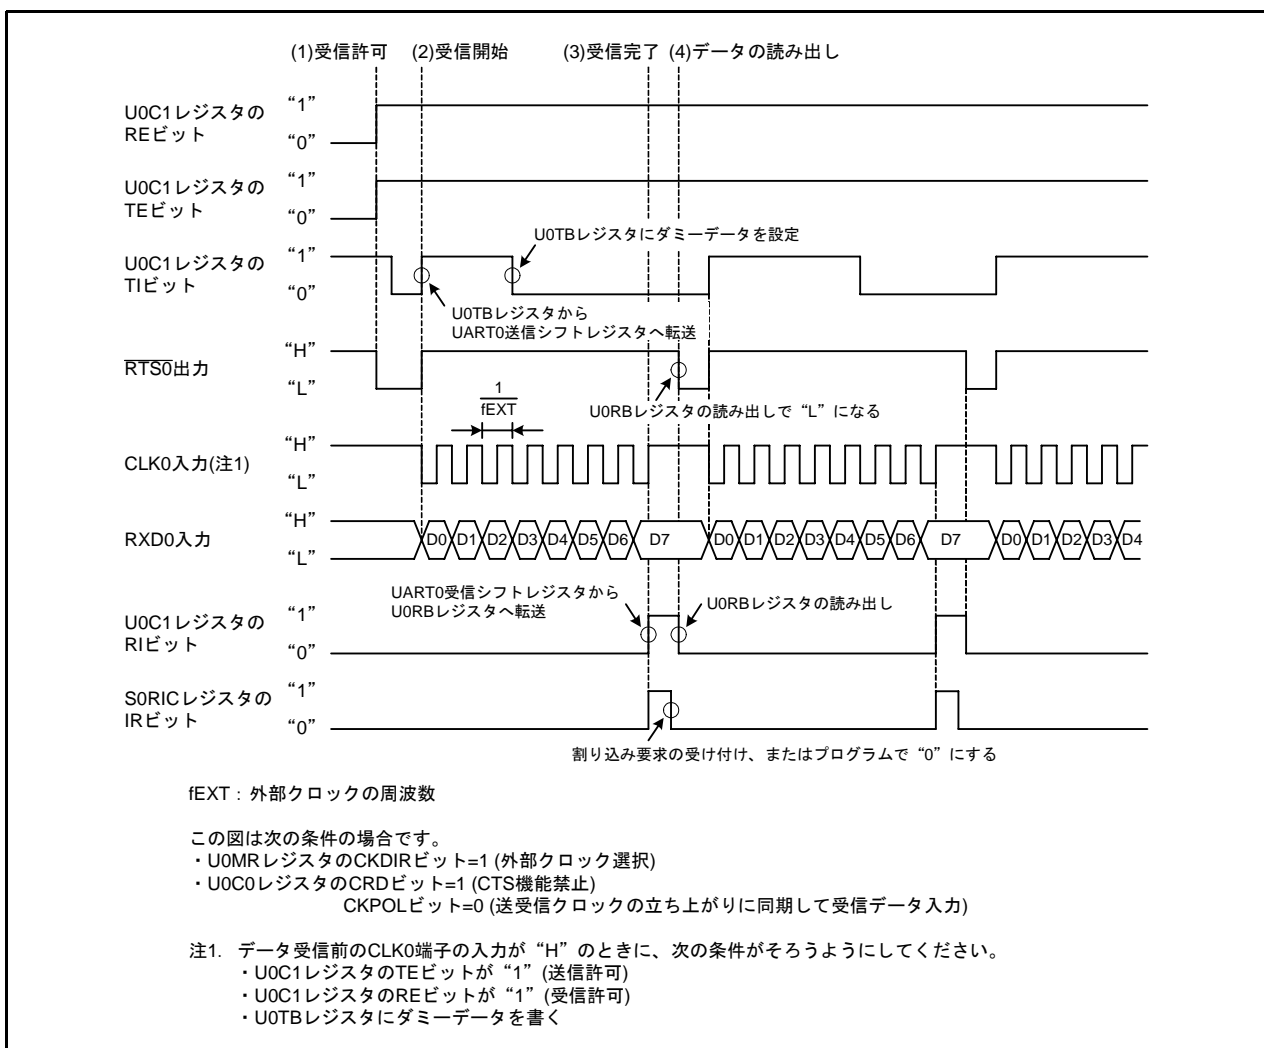 (1)受信許可 (2)受信開始 (3)受信完了 (4)データの読み出し
U0C1レジスタの
REビット
“1”
“0”
U0C1レジスタの
TEビット
“1”
“0”
U0TBレジスタにダミーデータを設定
U0C1レジスタの
TIビット
“1”
“0”
U0TBレジスタから
UART0送信シフトレジスタへ転送
RTS0出力
“H”
“L”
1
fEXT
U0RBレジスタの読み出しで“L”になる
CLK0入力(注1)
“H”
“L”
RXD0入力
“H”
“L”
D0 D1 D2 D3 D4 D5 D6 D7 D0 D1 D2 D3 D4 D5 D6 D7 D0 D1 D2 D3 D4
UART0受信シフトレジスタから
U0RBレジスタへ転送
U0RBレジスタの読み出し
U0C1レジスタの
RIビット
“1”
“0”
S0RICレジスタの
IRビット
“1”
“0”
割り込み要求の受け付け、またはプログラムで“0”にする
fEXT：外部クロックの周波数
この図は次の条件の場合です。
・U0MRレジスタのCKDIRビット=1 (外部クロック選択)
・U0C0レジスタのCRDビット=1 (CTS機能禁止)
CKPOLビット=0 (送受信クロックの立ち上がりに同期して受信データ入力)
注1. データ受信前のCLK0端子の入力が“H”のときに、次の条件がそろうようにしてください。
・U0C1レジスタのTEビットが“1”(送信許可)
・U0C1レジスタのREビットが“1”(受信許可)
・U0TBレジスタにダミーデータを書く